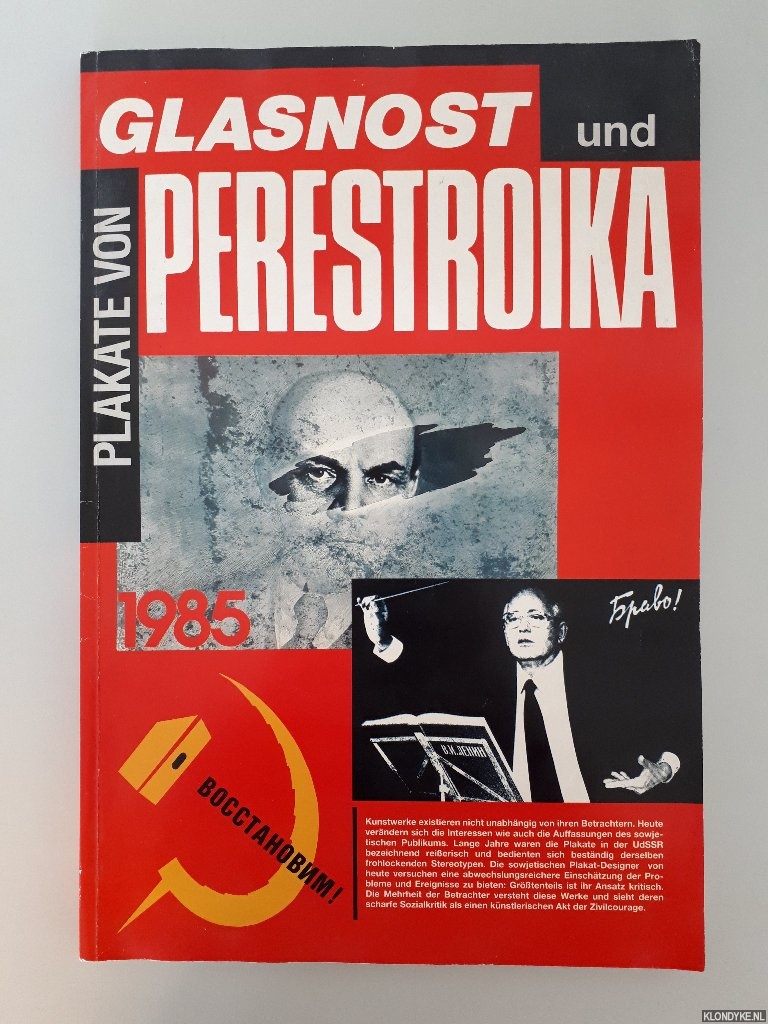 GLASNOST und
PLAKATE VON
PERESTROIKA
1985
Браво!
В.И.ЛЕНИН
ВОССТАНОВИМ!
Kunstwerke existieren nicht unabhängig von ihren Betrachtern. Heute
verändern sich die Interessen wie auch die Auffassungen des sowje-
tischen Publikums. Lange Jahre waren die Plakate in der UdSSR
bezeichnend reißerisch und bedienten sich beständig derselben
frohleckenden Stereotypen. Die sowjetischen Plakat-Designer von
heute versuchen eine abwechslungsreichere Einschätzung der Pro-
bleme und Ereignisse zu bieten: Größtenteils ist ihr Ansatz kritisch.
Die Mehrheit der Betrachter versteht diese Werke und sieht deren
scharfe Sozialkritik als einen künstlerischen Akt der Zivilcourage.
KLONDYKE.NL